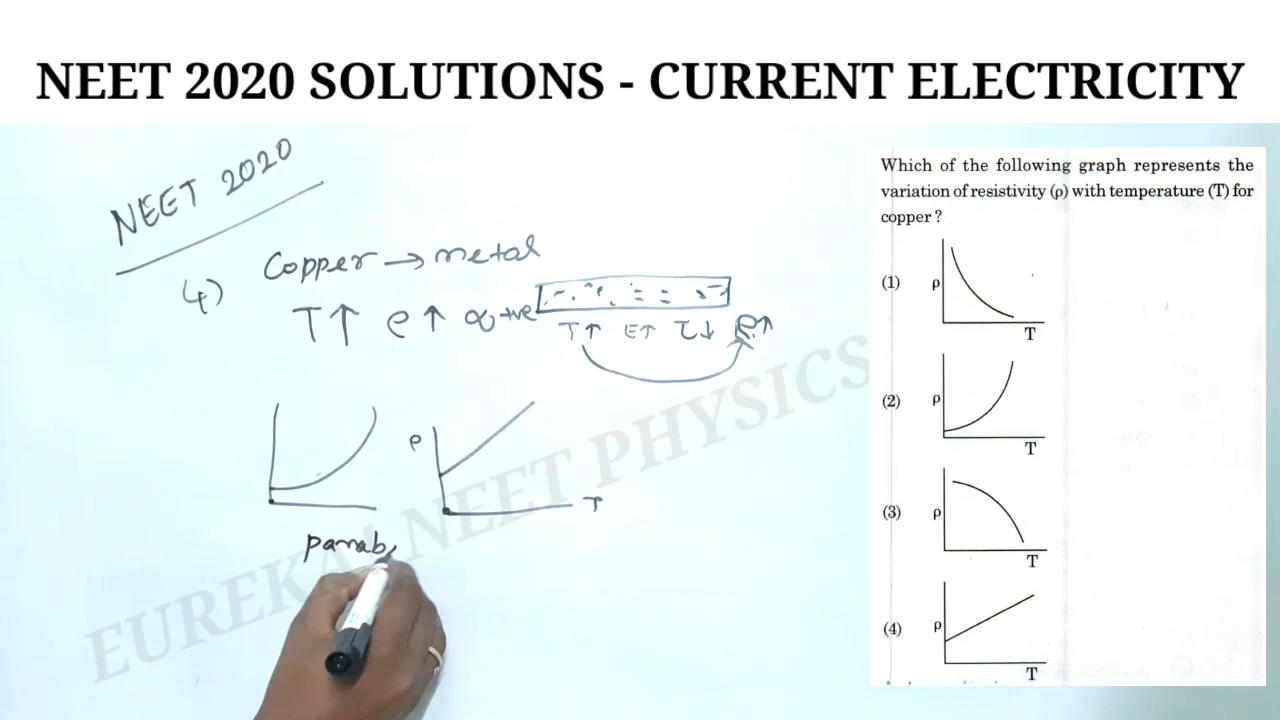 NEET 2020 SOLUTIONS - CURRENT ELECTRICITY
NEET 2020
4) Copper → metal
T↑ ρ↑ α +ve
T↑ E↑ τ↓ ρ↑
ρ
T
parab
EUREKA! NEET PHYSICS
Which of the following graph represents the
variation of resistivity (ρ) with temperature (T) for
copper ?
(1) ρ
T
(2) ρ
T
(3) ρ
T
(4) ρ
T